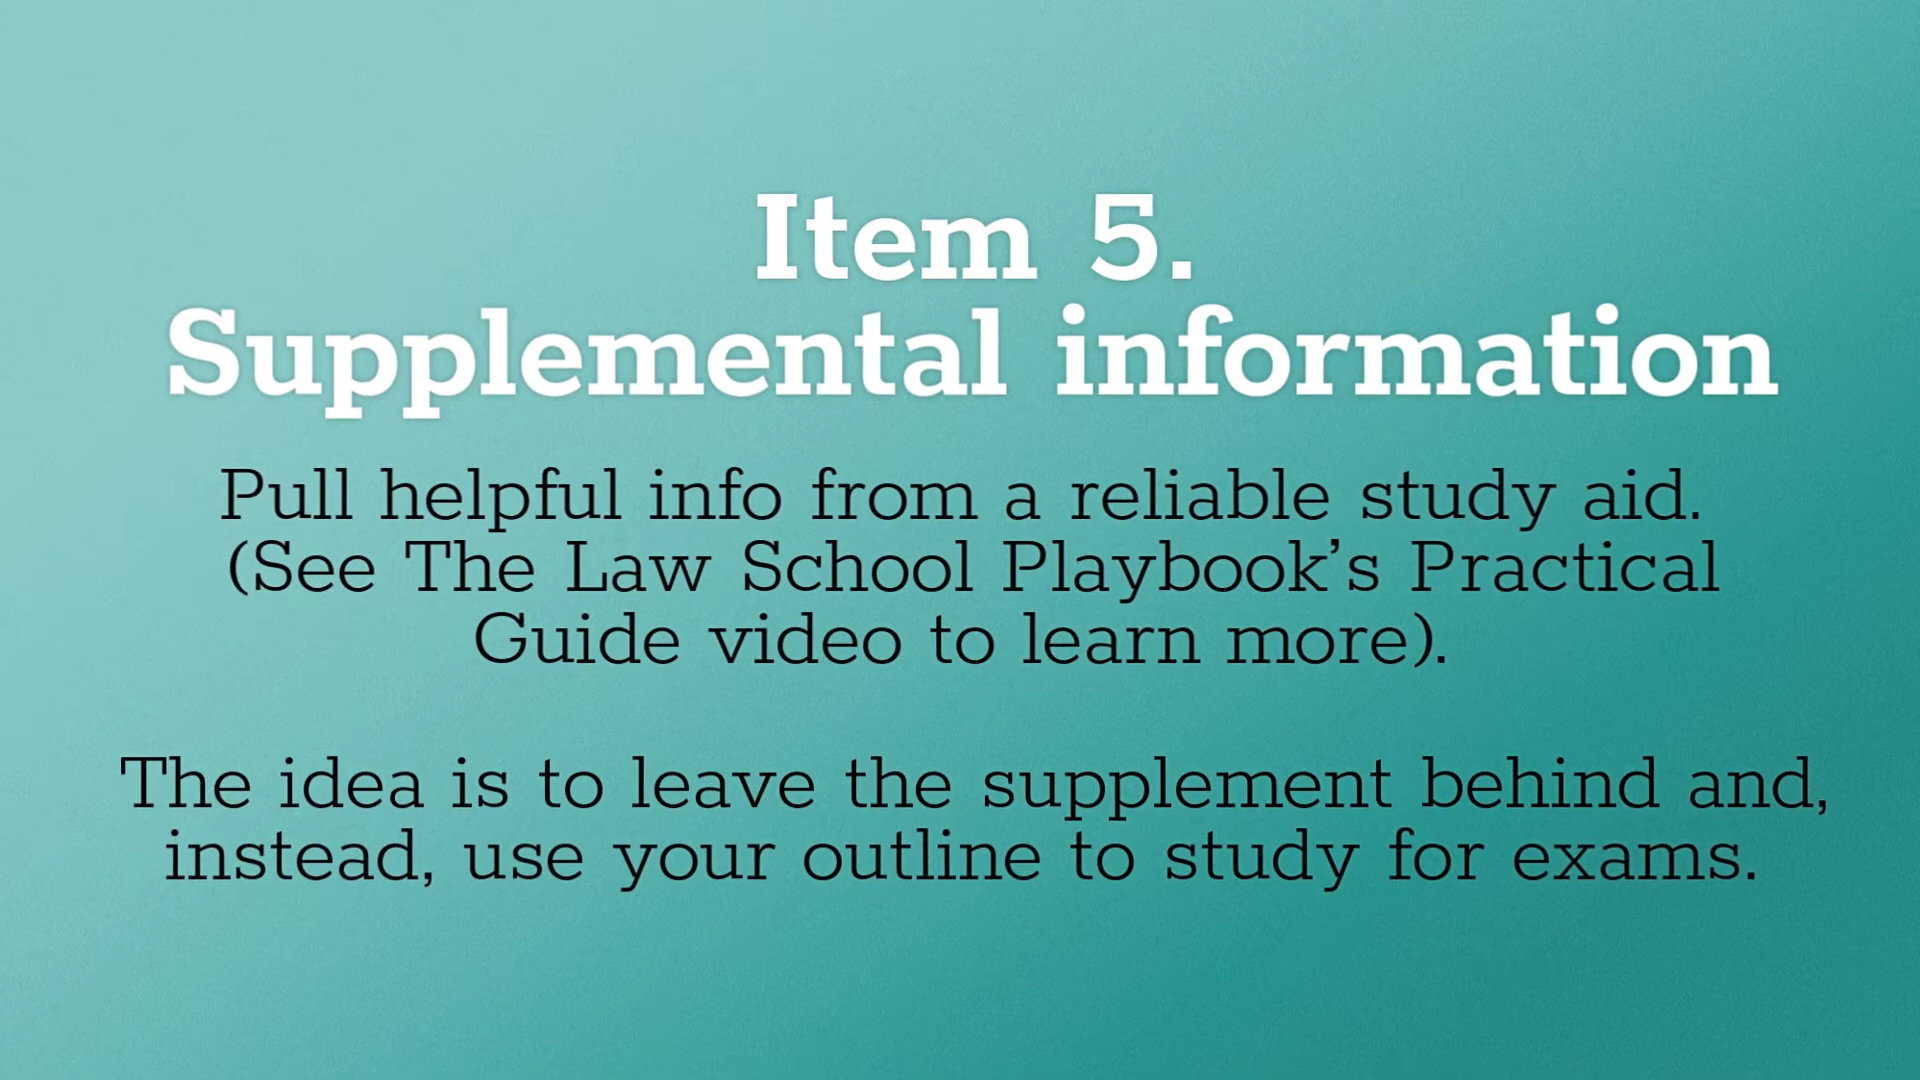 Item 5.
Supplemental information
Pull helpful info from a reliable study aid.
(See The Law School Playbook’s Practical
Guide video to learn more).
The idea is to leave the supplement behind and,
instead, use your outline to study for exams.